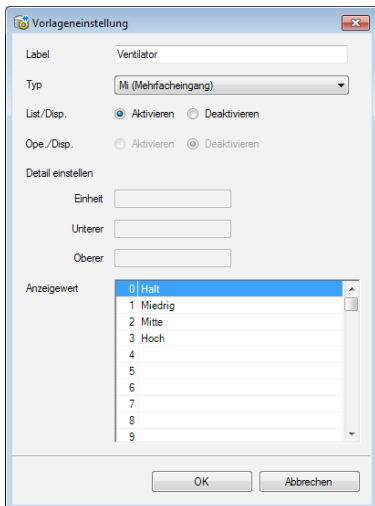 Vorlageneinstellung
Label Ventilator
Typ Mi (Mehrfacheingang)
List/Disp. Aktivieren Deaktivieren
Ope./Disp. Aktivieren Deaktivieren
Detail einstellen
Einheit
Unterer
Oberer
Anzeigewert 0 Halt
1 Miedrig
2 Mitte
3 Hoch
4
5
6
7
8
9
OK Abbrechen